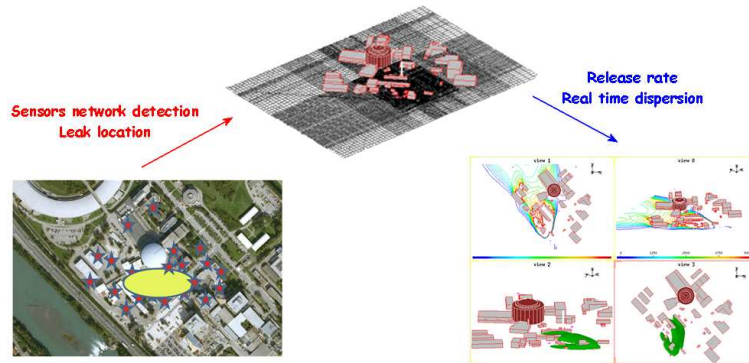 Sensors network detection
Leak location
Release rate
Real time dispersion
view 1
view 0
view 2
view 3